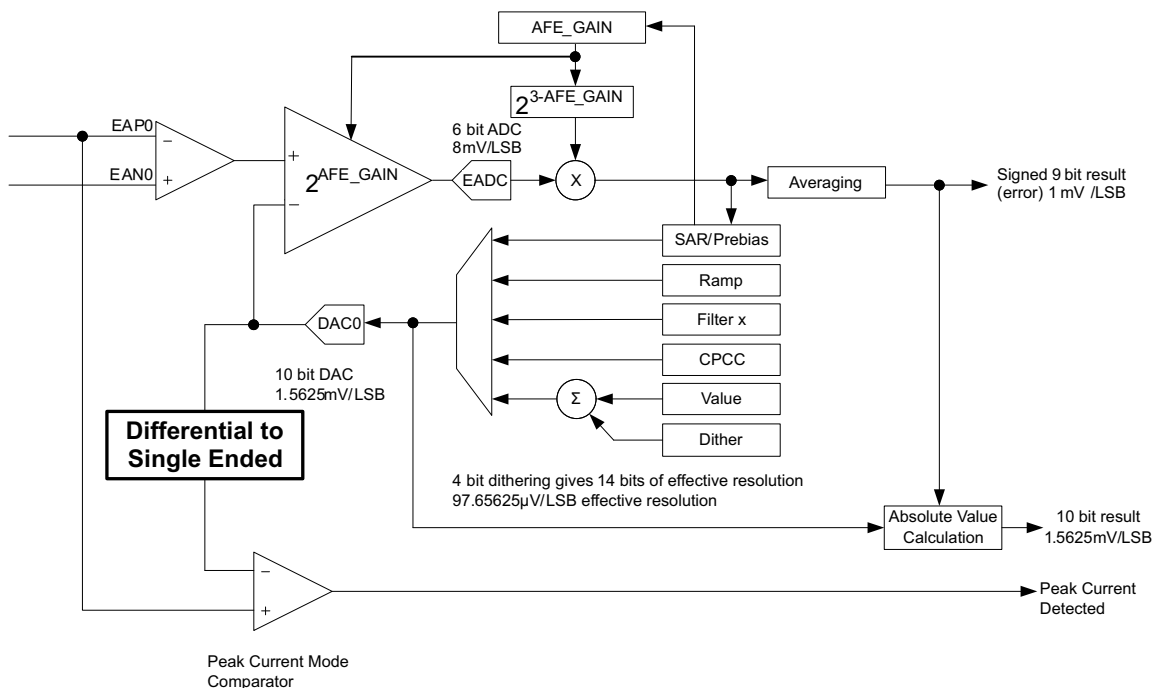 AFE_GAIN
2^3-AFE_GAIN
EAP0
6 bit ADC
8mV/LSB
−
+
EAN0
+
2^AFE_GAIN
−
EADC
X
Averaging
Signed 9 bit result
(error) 1 mV /LSB
SAR/Prebias
Ramp
DAC0
Filter x
10 bit DAC
1.5625mV/LSB
CPCC
Σ
Value
Dither
Differential to
Single Ended
4 bit dithering gives 14 bits of effective resolution
97.65625µV/LSB effective resolution
Absolute Value
Calculation
10 bit result
1.5625mV/LSB
−
+
Peak Current
Detected
Peak Current Mode
Comparator